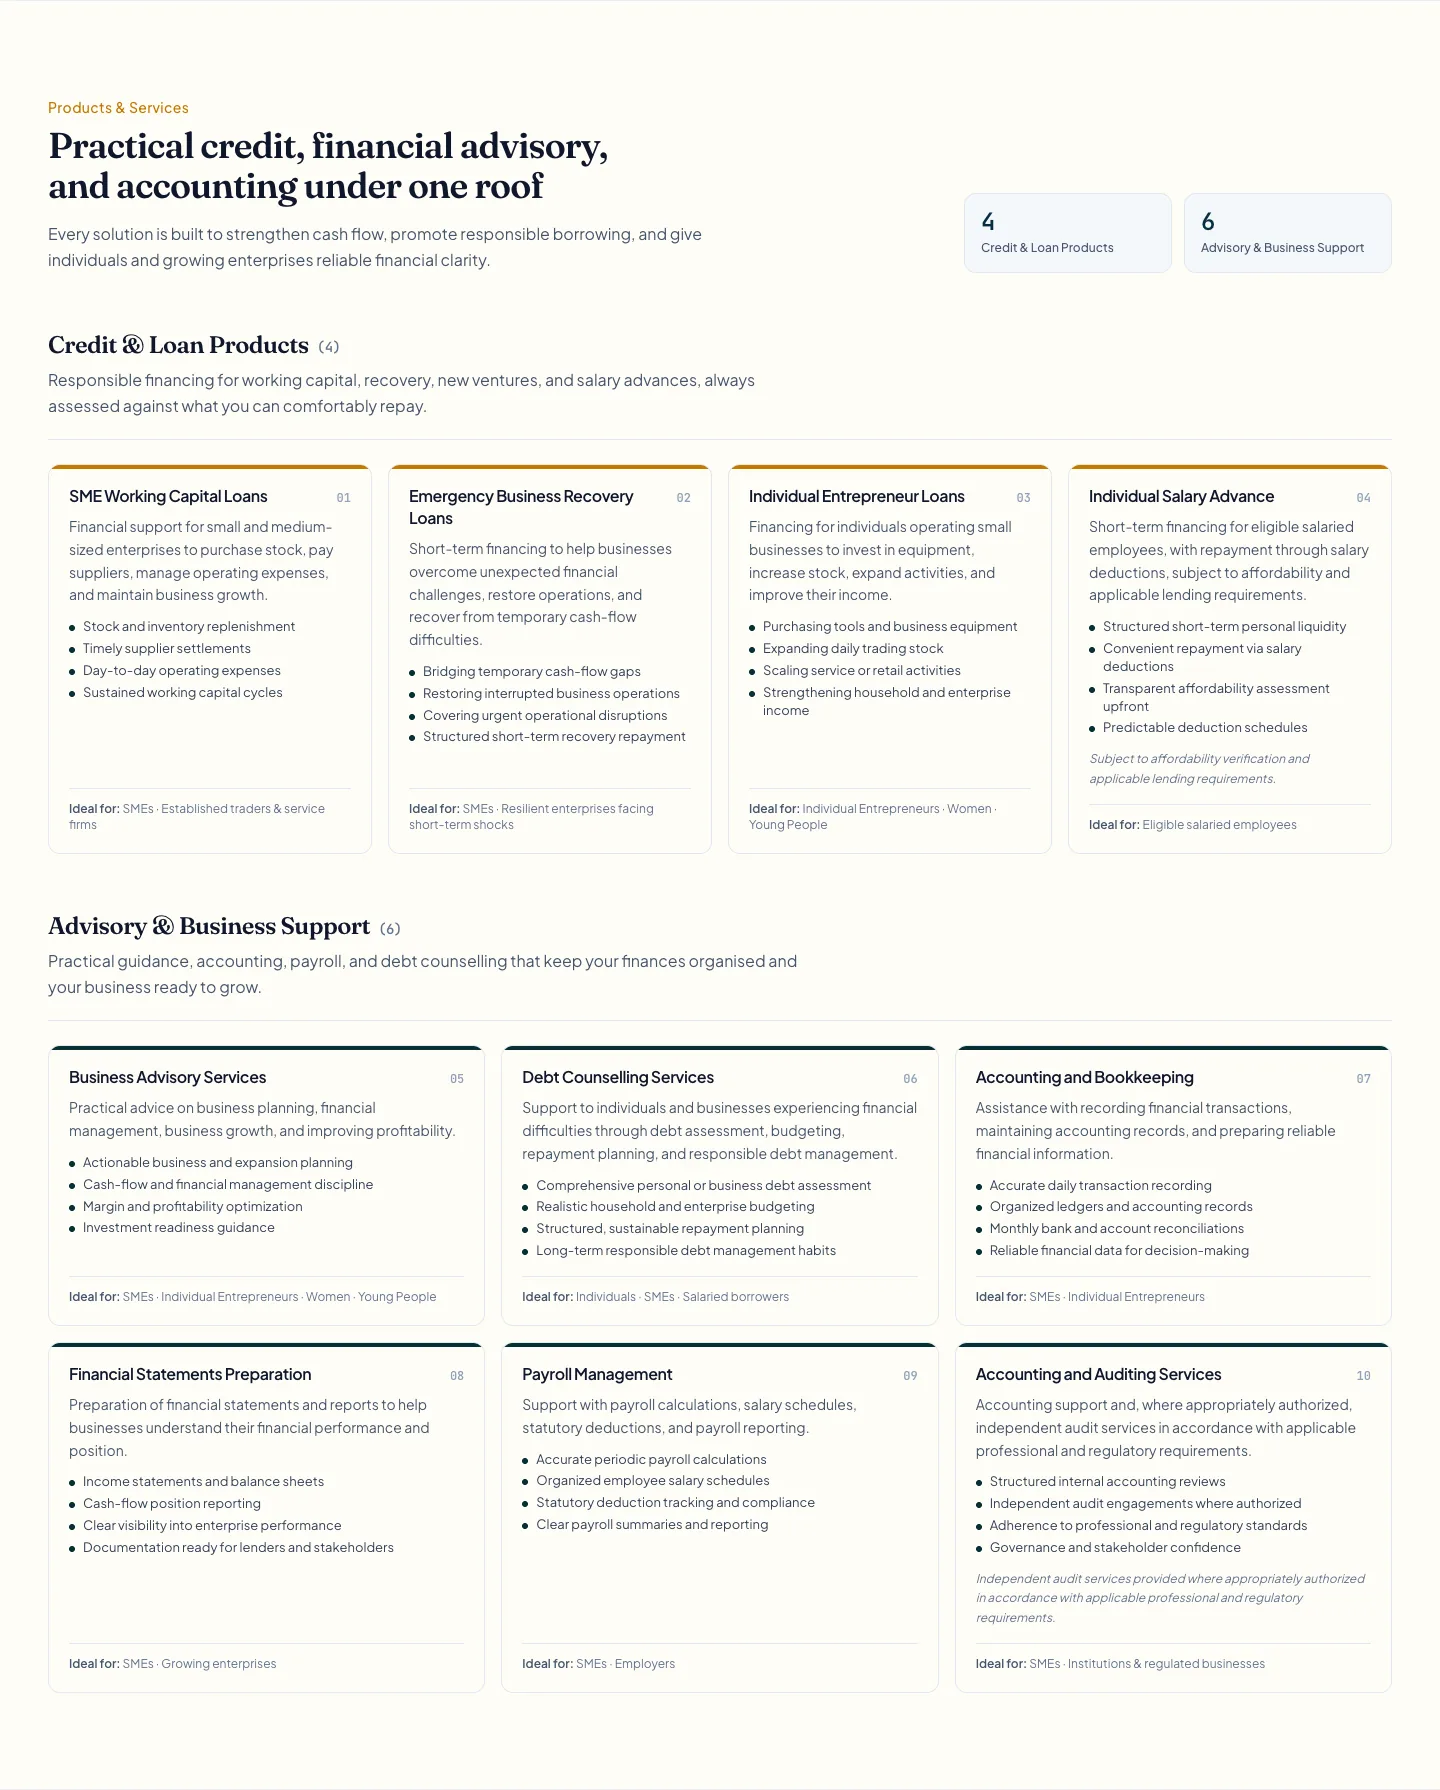 Products & Services
Practical credit, financial advisory,
and accounting under one roof
Every solution is built to strengthen cash flow, promote responsible borrowing, and give
individuals and growing enterprises reliable financial clarity.
4
Credit & Loan Products
6
Advisory & Business Support
Credit & Loan Products (4)
Responsible financing for working capital, recovery, new ventures, and salary advances, always
assessed against what you can comfortably repay.
SME Working Capital Loans 01
Financial support for small and medium-
sized enterprises to purchase stock, pay
suppliers, manage operating expenses,
and maintain business growth.
Stock and inventory replenishment
Timely supplier settlements
Day-to-day operating expenses
Sustained working capital cycles
Ideal for: SMEs · Established traders & service
firms
Emergency Business Recovery 02
Loans
Short-term financing to help businesses
overcome unexpected financial
challenges, restore operations, and
recover from temporary cash-flow
difficulties.
Bridging temporary cash-flow gaps
Restoring interrupted business operations
Covering urgent operational disruptions
Structured short-term recovery repayment
Ideal for: SMEs · Resilient enterprises facing
short-term shocks
Individual Entrepreneur Loans 03
Financing for individuals operating small
businesses to invest in equipment,
increase stock, expand activities, and
improve their income.
Purchasing tools and business equipment
Expanding daily trading stock
Scaling service or retail activities
Strengthening household and enterprise
income
Ideal for: Individual Entrepreneurs · Women ·
Young People
Individual Salary Advance 04
Short-term financing for eligible salaried
employees, with repayment through salary
deductions, subject to affordability and
applicable lending requirements.
Structured short-term personal liquidity
Convenient repayment via salary
deductions
Transparent affordability assessment
upfront
Predictable deduction schedules
Subject to affordability verification and
applicable lending requirements.
Ideal for: Eligible salaried employees
Advisory & Business Support (6)
Practical guidance, accounting, payroll, and debt counselling that keep your finances organised and
your business ready to grow.
Business Advisory Services 05
Practical advice on business planning, financial
management, business growth, and improving profitability.
Actionable business and expansion planning
Cash-flow and financial management discipline
Margin and profitability optimization
Investment readiness guidance
Ideal for: SMEs · Individual Entrepreneurs · Women · Young People
Debt Counselling Services 06
Support to individuals and businesses experiencing financial
difficulties through debt assessment, budgeting,
repayment planning, and responsible debt management.
Comprehensive personal or business debt assessment
Realistic household and enterprise budgeting
Structured, sustainable repayment planning
Long-term responsible debt management habits
Ideal for: Individuals · SMEs · Salaried borrowers
Accounting and Bookkeeping 07
Assistance with recording financial transactions,
maintaining accounting records, and preparing reliable
financial information.
Accurate daily transaction recording
Organized ledgers and accounting records
Monthly bank and account reconciliations
Reliable financial data for decision-making
Ideal for: SMEs · Individual Entrepreneurs
Financial Statements Preparation 08
Preparation of financial statements and reports to help
businesses understand their financial performance and
position.
Income statements and balance sheets
Cash-flow position reporting
Clear visibility into enterprise performance
Documentation ready for lenders and stakeholders
Ideal for: SMEs · Growing enterprises
Payroll Management 09
Support with payroll calculations, salary schedules,
statutory deductions, and payroll reporting.
Accurate periodic payroll calculations
Organized employee salary schedules
Statutory deduction tracking and compliance
Clear payroll summaries and reporting
Ideal for: SMEs · Employers
Accounting and Auditing Services 10
Accounting support and, where appropriately authorized,
independent audit services in accordance with applicable
professional and regulatory requirements.
Structured internal accounting reviews
Independent audit engagements where authorized
Adherence to professional and regulatory standards
Governance and stakeholder confidence
Independent audit services provided where appropriately authorized
in accordance with applicable professional and regulatory
requirements.
Ideal for: SMEs · Institutions & regulated businesses